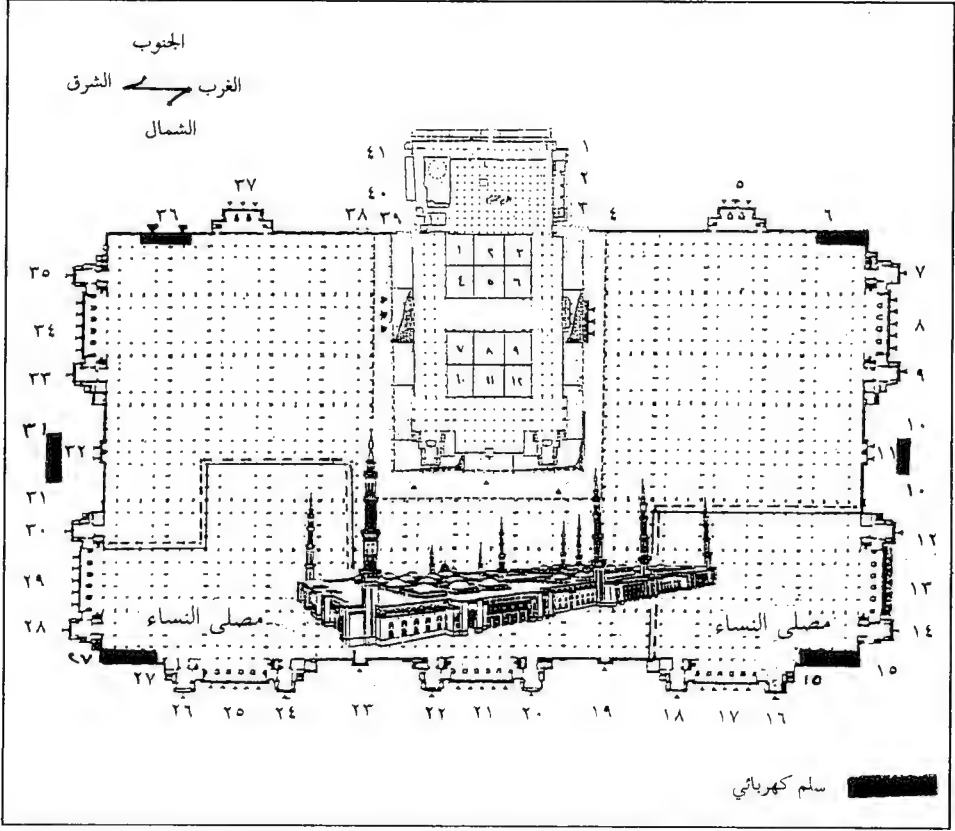 الجنوب
الغرب الشرق
الشمال
٤١ ١
٢
٤٠ ٣
٣٧ ٥
٣٦ ٣٨ ٣٩ ٤ ٦
١ ٢ ٣
٤ ٥ ٦
٧ ٨ ٩
١٠ ١١ ١٢
٣٥ ٧
٣٤ ٨
٣٣ ٩
٣١ ١٠
٣٢ ١١
٣١ ١٠
٣٠ ١٢
٢٩ ١٣
٢٨ مصلى النساء مصلى النساء ١٤
٢٧ ١٥
٢٧ ١٥
٢٦ ٢٥ ٢٤ ٢٣ ٢٢ ٢١ ٢٠ ١٩ ١٨ ١٧ ١٦
سلم كهربائي